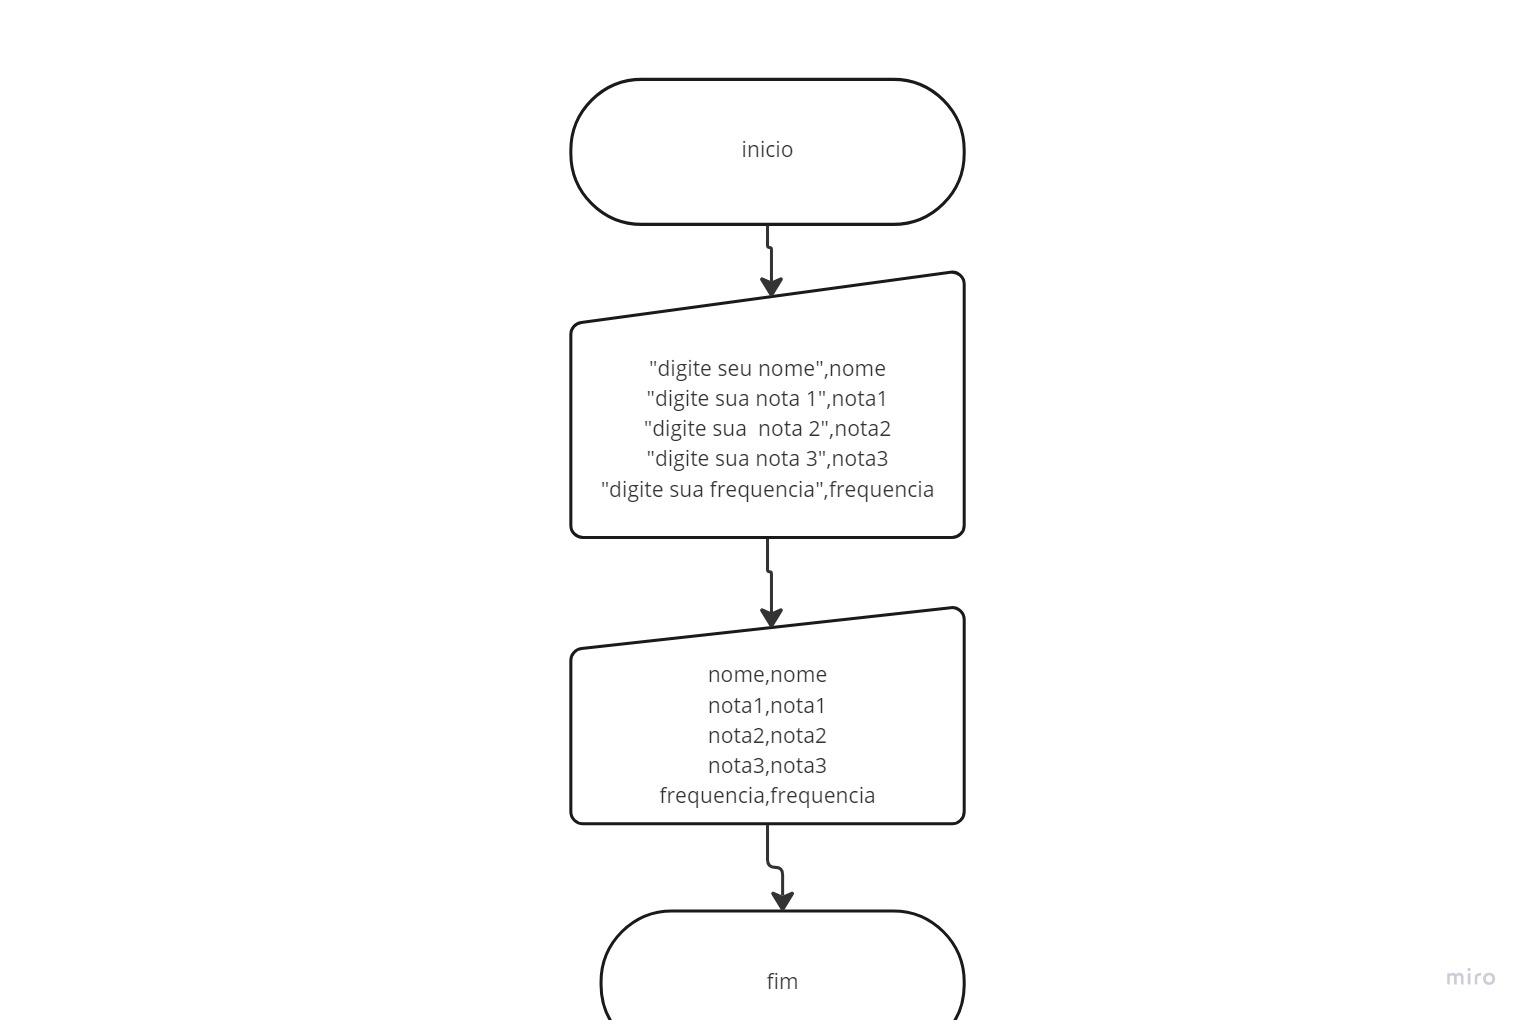 inicio
"digite seu nome",nome
"digite sua nota 1",nota1
"digite sua  nota 2",nota2
"digite sua nota 3",nota3
"digite sua frequencia",frequencia
nome,nome
nota1,nota1
nota2,nota2
nota3,nota3
frequencia,frequencia
fim
miro